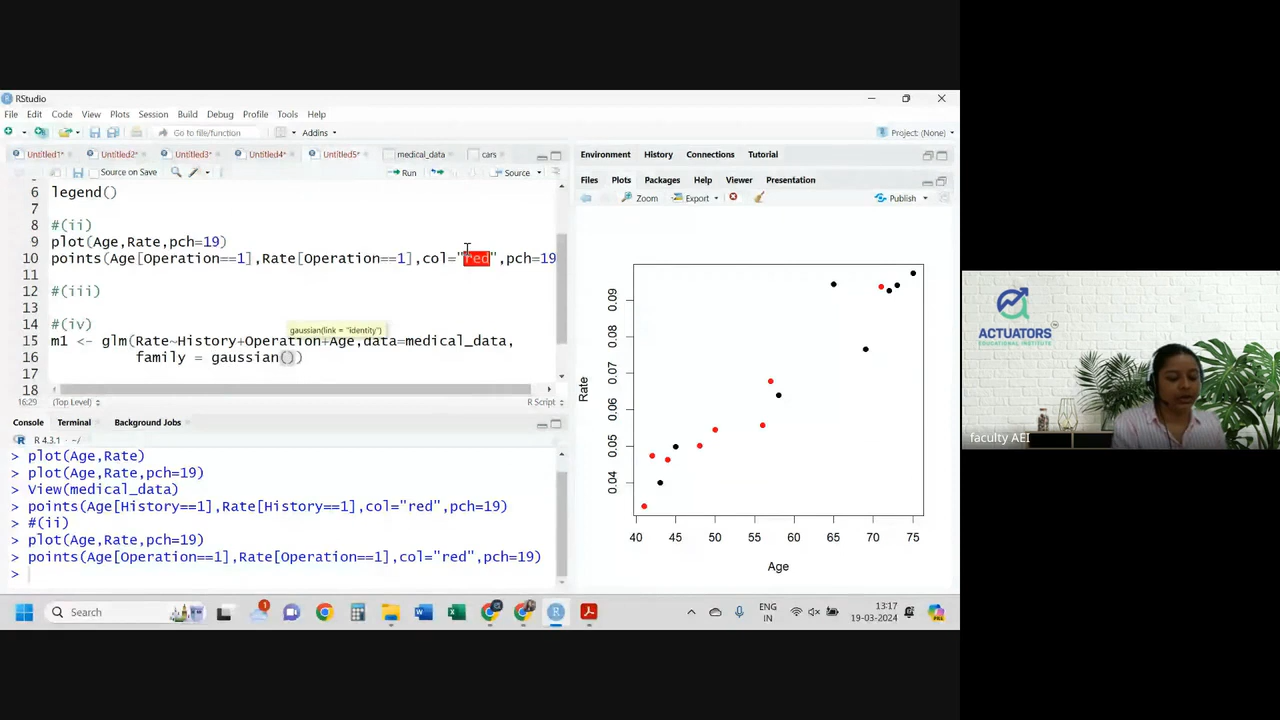 RStudio
File Edit Code View Plots Session Build Debug Profile Tools Help
Go to file/function Addins Project: (None)
Untitled1* Untitled2* Untitled3* Untitled4* Untitled5* medical_data cars
Source on Save Run Source
6 legend()
7
8 #(ii)
9 plot(Age,Rate,pch=19)
10 points(Age[Operation==1],Rate[Operation==1],col="red",pch=19
11
12 #(iii)
13
14 #(iv)
gaussian(link = "identity")
15 m1 <- glm(Rate~History+Operation+Age,data=medical_data,
16 family = gaussian())
17
18
16:29 (Top Level) R Script
Console Terminal Background Jobs
R 4.3.1 · ~/
> plot(Age,Rate)
> plot(Age,Rate,pch=19)
> View(medical_data)
> points(Age[History==1],Rate[History==1],col="red",pch=19)
> #(ii)
> plot(Age,Rate,pch=19)
> points(Age[Operation==1],Rate[Operation==1],col="red",pch=19)
>
Environment History Connections Tutorial
Files Plots Packages Help Viewer Presentation
Zoom Export Publish
Rate
0.09
0.08
0.07
0.06
0.05
0.04
40 45 50 55 60 65 70 75
Age
Search
ENG
IN
13:17
19-03-2024
ACTUATORS
EDUCATIONAL INSTITUTE
faculty AEI